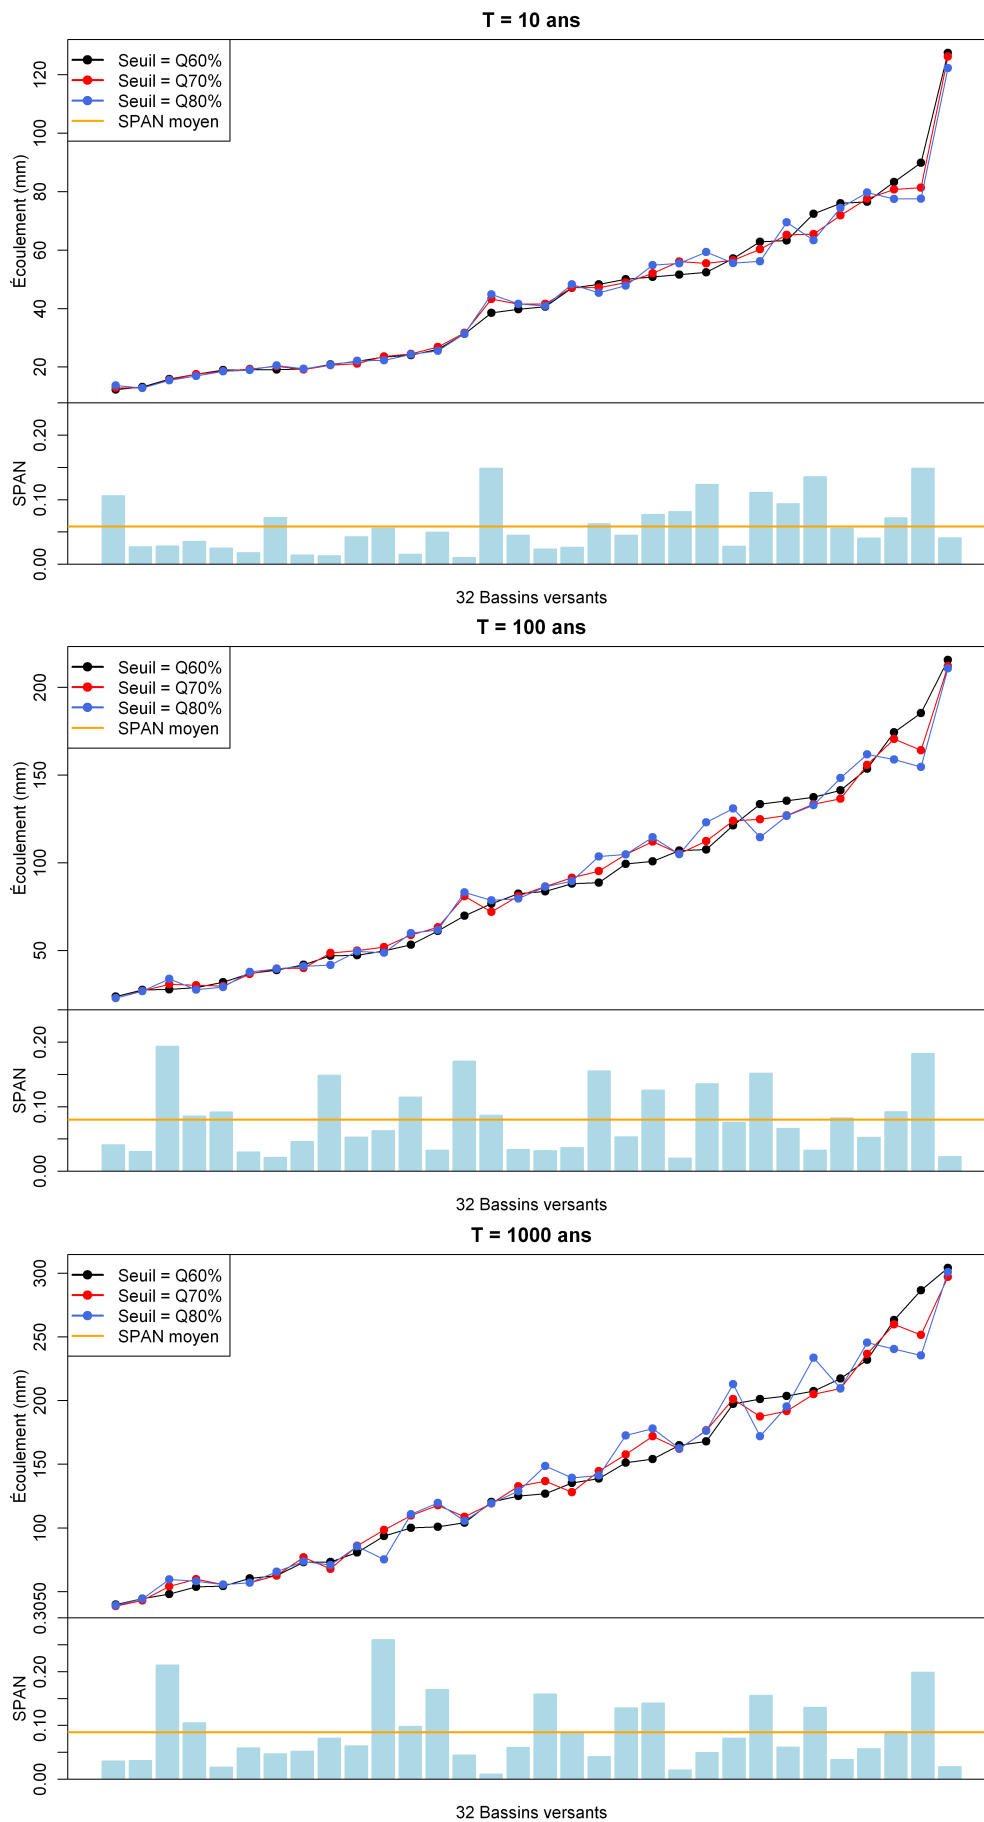 T = 10 ans
Seuil = Q60%
Seuil = Q70%
Seuil = Q80%
SPAN moyen
Écoulement (mm)
120
100
80
60
40
20
SPAN
0.20
0.10
0.00
32 Bassins versants
T = 100 ans
Seuil = Q60%
Seuil = Q70%
Seuil = Q80%
SPAN moyen
Écoulement (mm)
200
150
100
50
SPAN
0.20
0.10
0.00
32 Bassins versants
T = 1000 ans
Seuil = Q60%
Seuil = Q70%
Seuil = Q80%
SPAN moyen
Écoulement (mm)
300
250
200
150
100
50
SPAN
0.30
0.20
0.10
0.00
32 Bassins versants